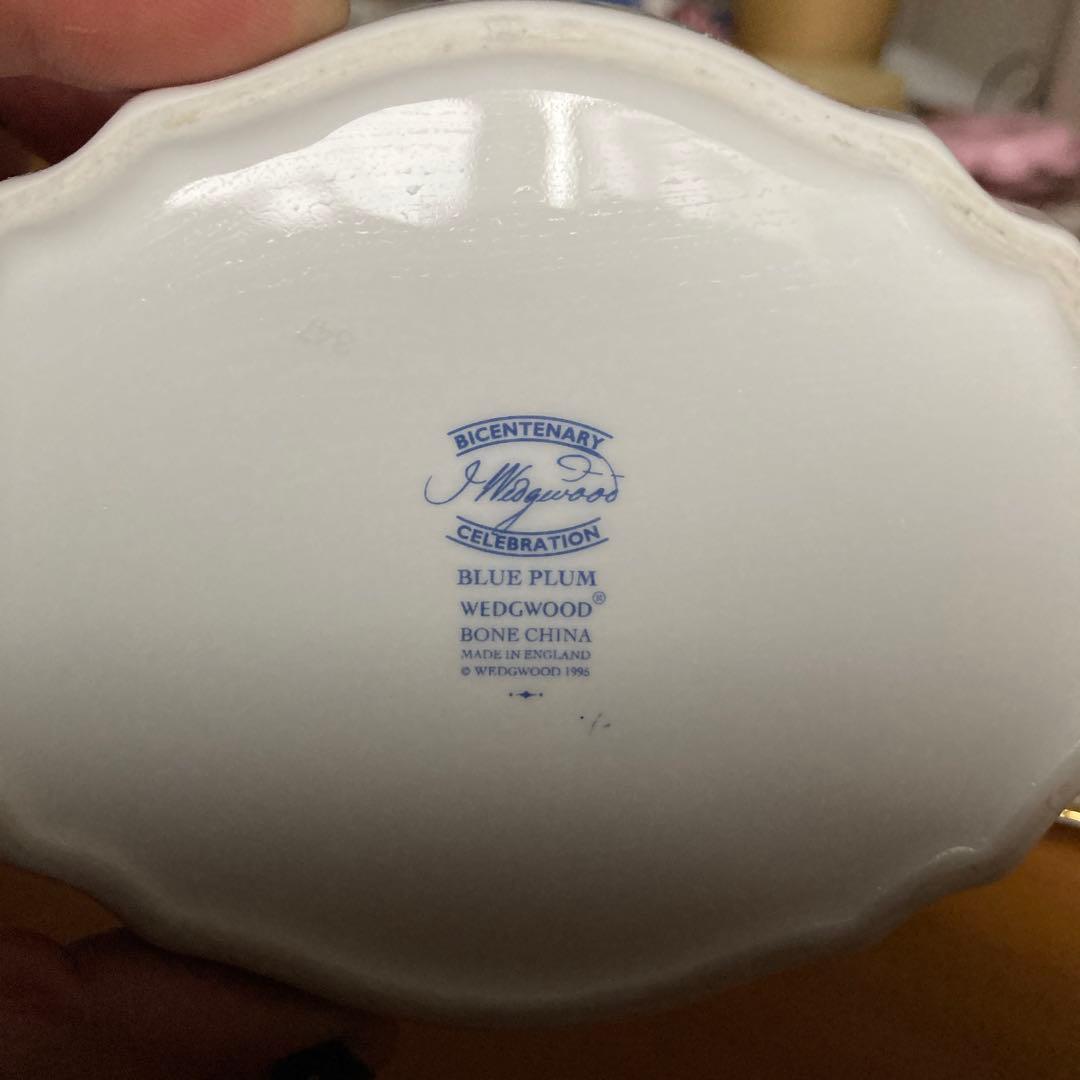 BICENTENARY
J Wedgwood
CELEBRATION
BLUE PLUM
WEDGWOOD®
BONE CHINA
MADE IN ENGLAND
© WEDGWOOD 1995